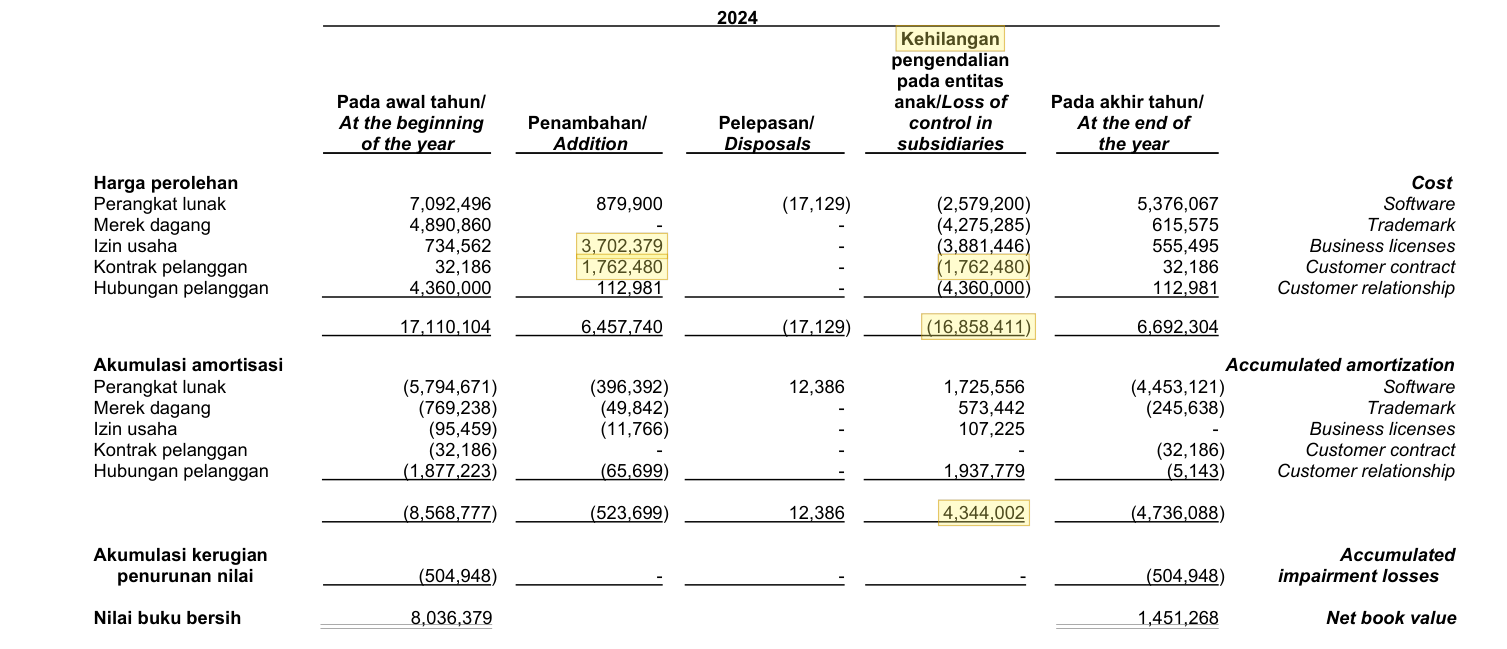 2024
Kehilangan
pengendalian
pada entitas
Pada awal tahun/ anak/Loss of Pada akhir tahun/
At the beginning Penambahan/ Pelepasan/ control in At the end of
of the year Addition Disposals subsidiaries the year
Harga perolehan Cost
Perangkat lunak 7,092,496 879,900 (17,129) (2,579,200) 5,376,067 Software
Merek dagang 4,890,860 - - (4,275,285) 615,575 Trademark
Izin usaha 734,562 3,702,379 - (3,881,446) 555,495 Business licenses
Kontrak pelanggan 32,186 1,762,480 - (1,762,480) 32,186 Customer contract
Hubungan pelanggan 4,360,000 112,981 - (4,360,000) 112,981 Customer relationship
17,110,104 6,457,740 (17,129) (16,858,411) 6,692,304
Akumulasi amortisasi Accumulated amortization
Perangkat lunak (5,794,671) (396,392) 12,386 1,725,556 (4,453,121) Software
Merek dagang (769,238) (49,842) - 573,442 (245,638) Trademark
Izin usaha (95,459) (11,766) - 107,225 - Business licenses
Kontrak pelanggan (32,186) - - - (32,186) Customer contract
Hubungan pelanggan (1,877,223) (65,699) - 1,937,779 (5,143) Customer relationship
(8,568,777) (523,699) 12,386 4,344,002 (4,736,088)
Akumulasi kerugian Accumulated
penurunan nilai (504,948) - - - (504,948) impairment losses
Nilai buku bersih 8,036,379 1,451,268 Net book value